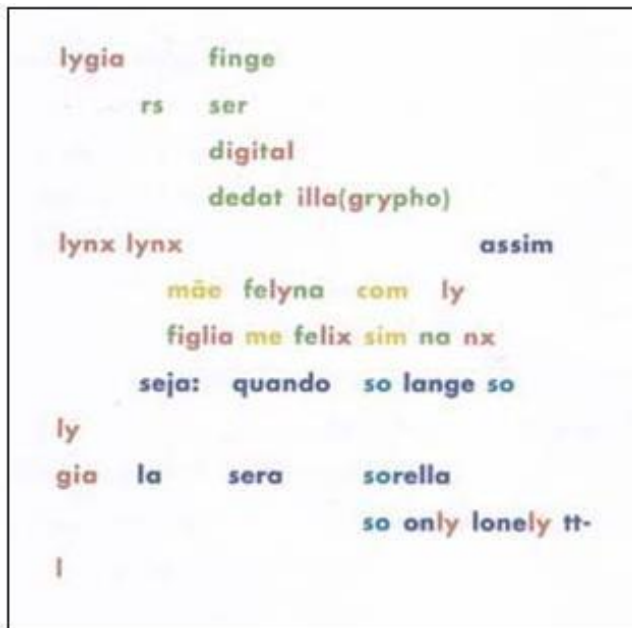 lygia finge
rs ser
digital
dedat illa(grypho)
lynx lynx assim
mãe felyna com ly
figlia me felix sim na nx
seja: quando so lange so
ly
gia la sera sorella
so only lonely tt-
l